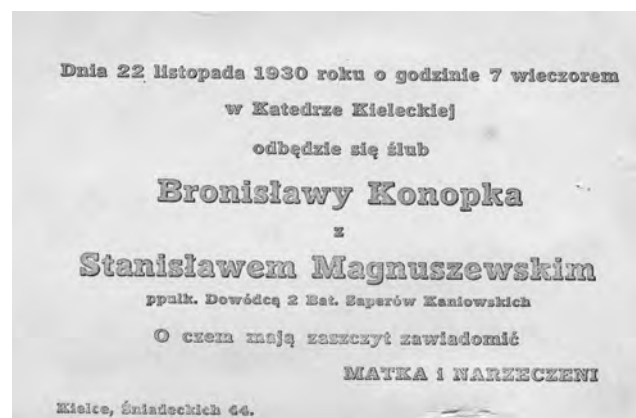 Dnia 22 listopada 1930 roku o godzinie 7 wieczorem
w Katedrze Kieleckiej
odbędzie się ślub
Bronisławy Konopka
z
Stanisławem Magnuszewskim
ppułk. Dowódcą 2 Bat. Saperów Kaniowskich
O czem mają zaszczyt zawiadomić
MATKA i NARZECZENI
Kielce, Śniadeckich 44.